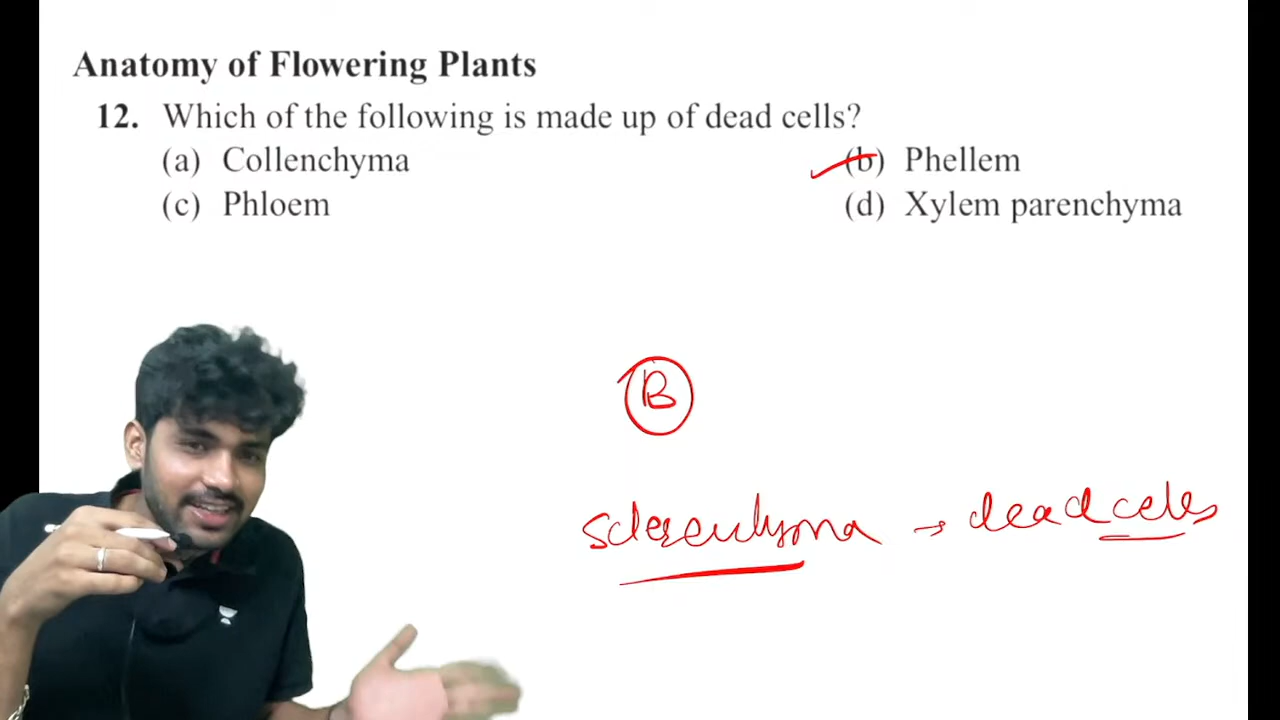 Anatomy of Flowering Plants
12. Which of the following is made up of dead cells?
(a) Collenchyma (b) Phellem
(c) Phloem (d) Xylem parenchyma
B
sclerenchyma → dead cells